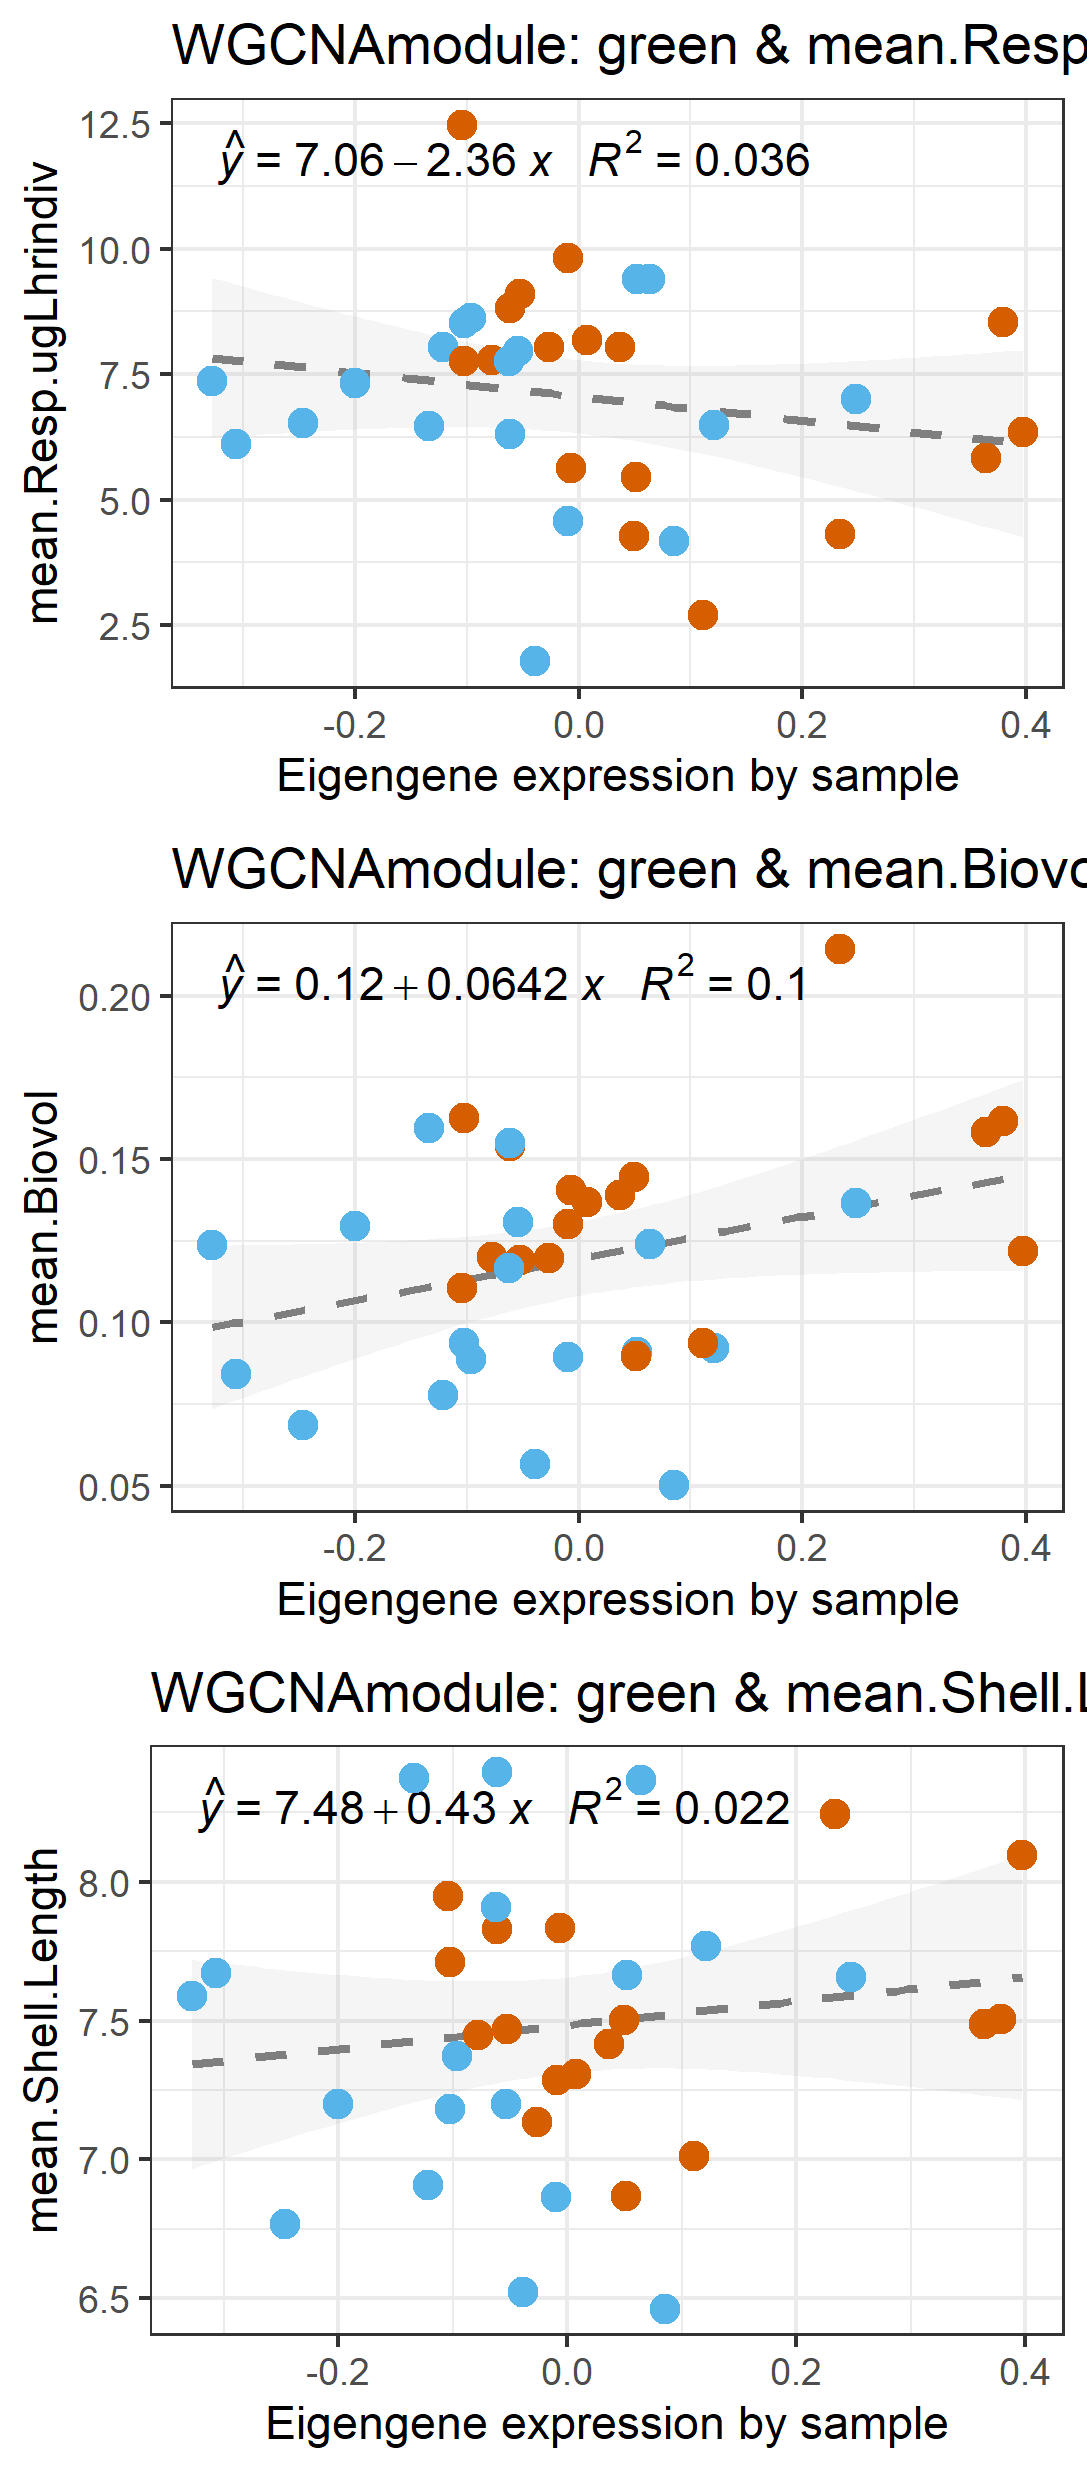 WGCNAmodule: green & mean.Resp
12.5
ŷ = 7.06 − 2.36 x R² = 0.036
10.0
7.5
5.0
2.5
mean.Resp.ugLhrindiv
-0.2 0.0 0.2 0.4
Eigengene expression by sample
WGCNAmodule: green & mean.Biovo
ŷ = 0.12 + 0.0642 x R² = 0.1
0.20
0.15
0.10
0.05
mean.Biovol
-0.2 0.0 0.2 0.4
Eigengene expression by sample
WGCNAmodule: green & mean.Shell.L
ŷ = 7.48 + 0.43 x R² = 0.022
8.0
7.5
7.0
6.5
mean.Shell.Length
-0.2 0.0 0.2 0.4
Eigengene expression by sample